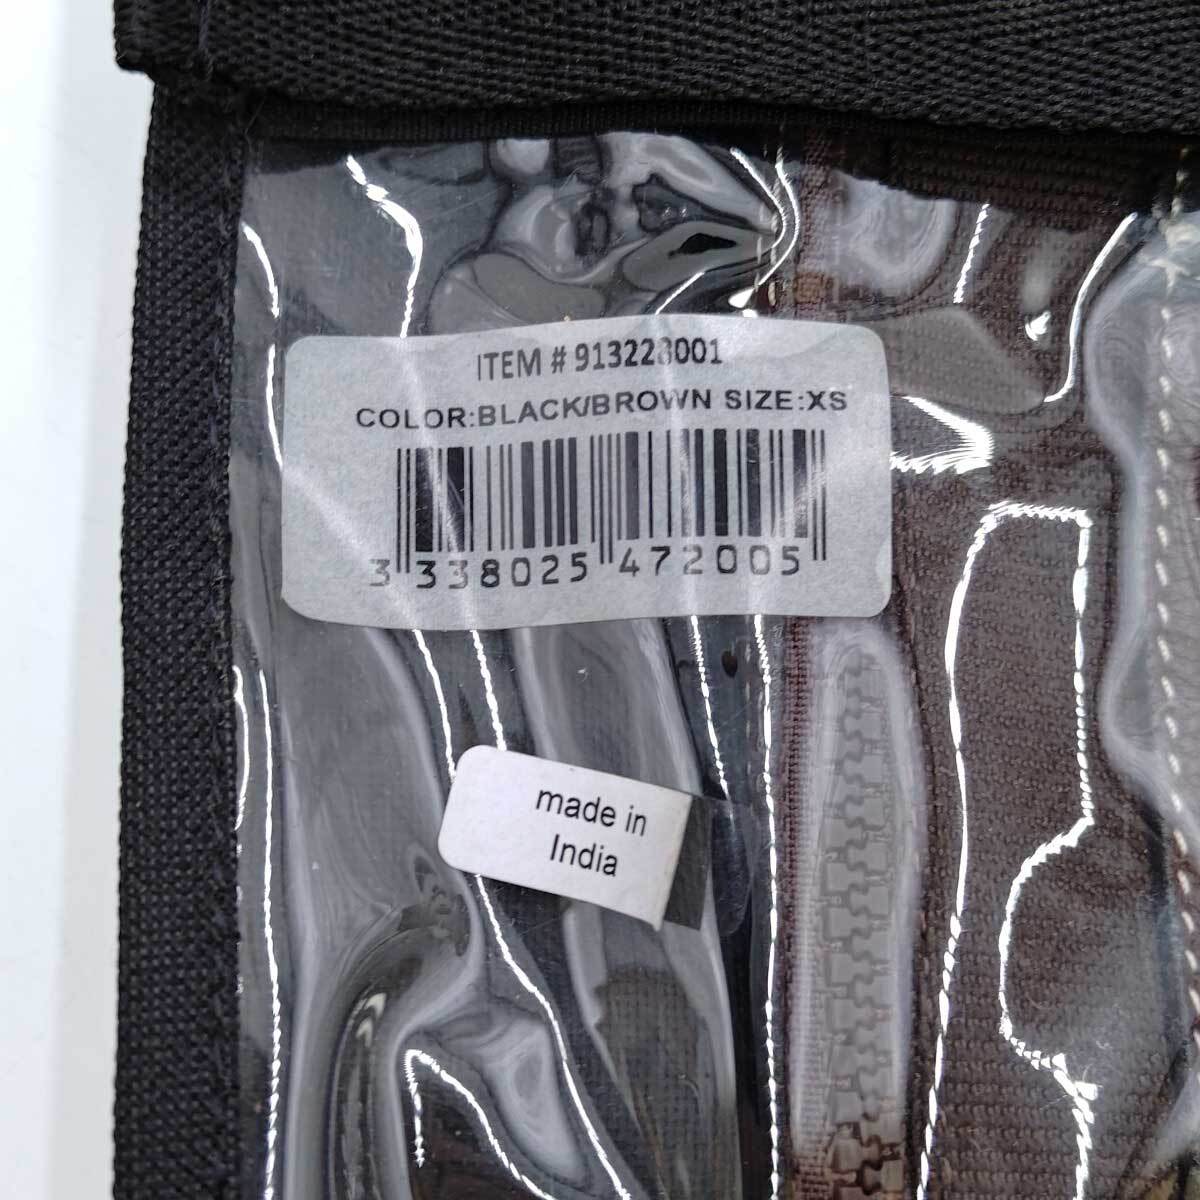 ITEM # 913228001
COLOR:BLACK/BROWN SIZE:XS
3 338025 472005
made in
India